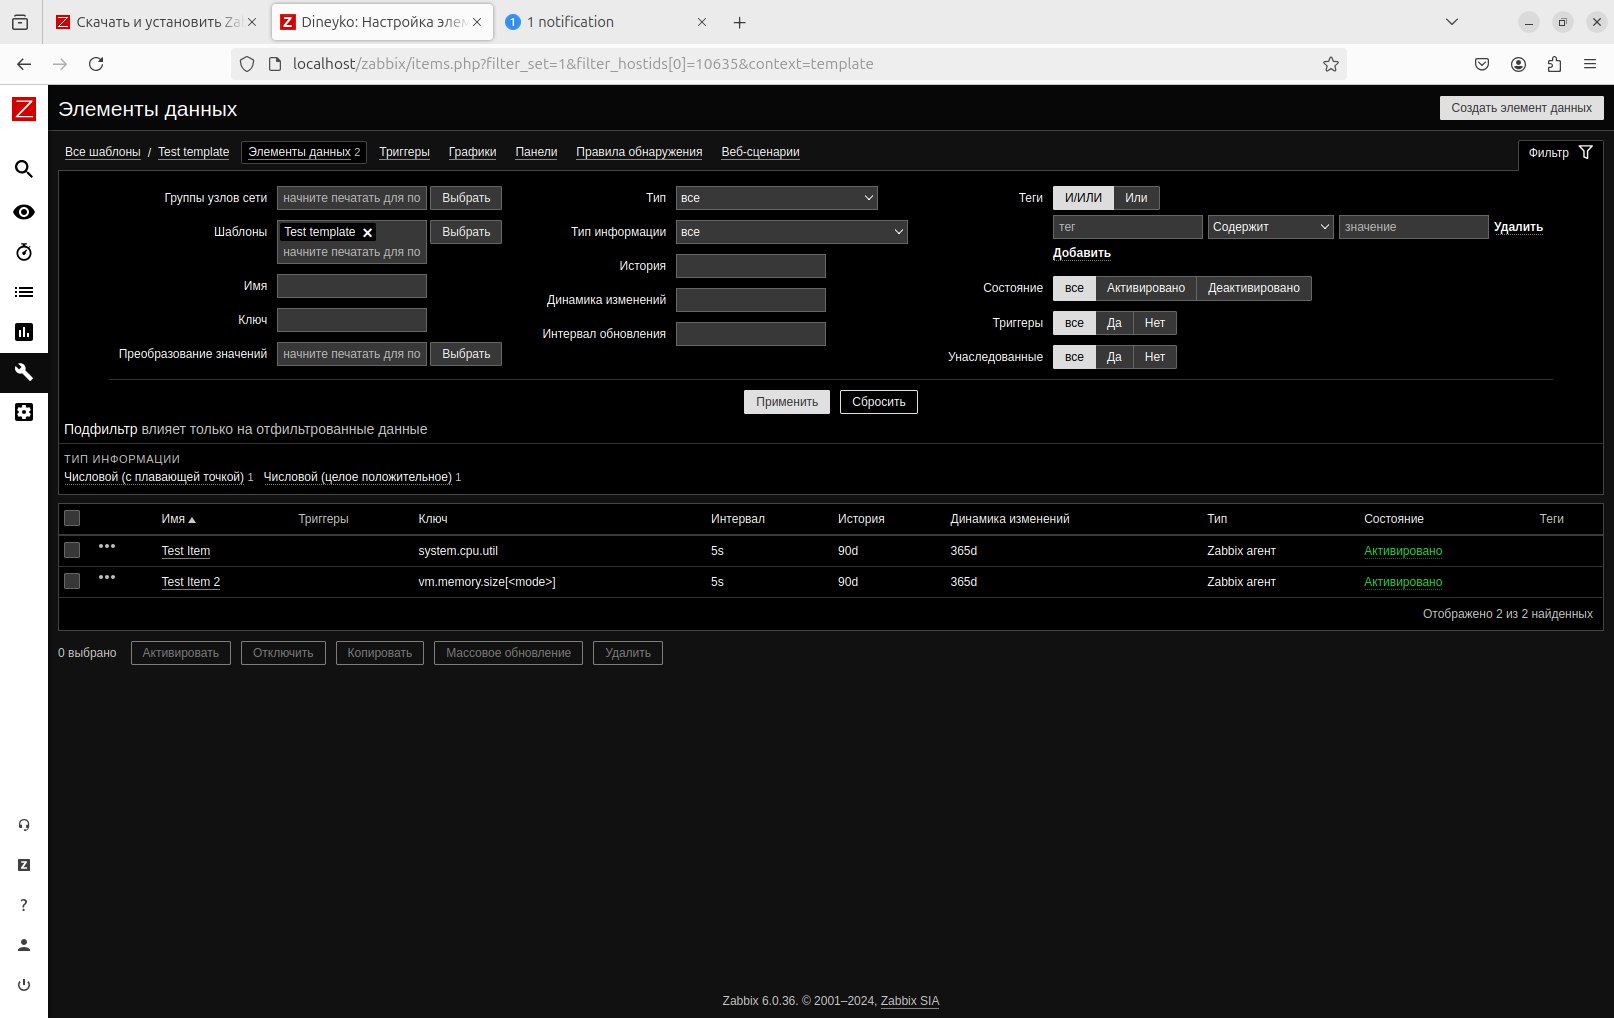 Скачать и установить Za
Dineyko: Настройка элем
1 1 notification
localhost/zabbix/items.php?filter_set=1&filter_hostids[0]=10635&context=template
Z
Элементы данных
Создать элемент данных
Все шаблоны / Test template Элементы данных 2 Триггеры Графики Панели Правила обнаружения Веб-сценарии
Фильтр
Группы узлов сети начните печатать для по Выбрать
Тип все
Теги И/ИЛИ Или
Шаблоны Test template Выбрать
начните печатать для по
Тип информации все
тег Содержит значение Удалить
Добавить
История
Имя
Состояние все Активировано Деактивировано
Динамика изменений
Ключ
Триггеры все Да Нет
Интервал обновления
Преобразование значений начните печатать для по Выбрать
Унаследованные все Да Нет
Применить Сбросить
Подфильтр влияет только на отфильтрованные данные
ТИП ИНФОРМАЦИИ
Числовой (с плавающей точкой) 1 Числовой (целое положительное) 1
Имя Триггеры Ключ Интервал История Динамика изменений Тип Состояние Теги
Test Item system.cpu.util 5s 90d 365d Zabbix агент Активировано
Test Item 2 vm.memory.size[<mode>] 5s 90d 365d Zabbix агент Активировано
Отображено 2 из 2 найденных
0 выбрано Активировать Отключить Копировать Массовое обновление Удалить
Z
?
Zabbix 6.0.36. © 2001–2024, Zabbix SIA